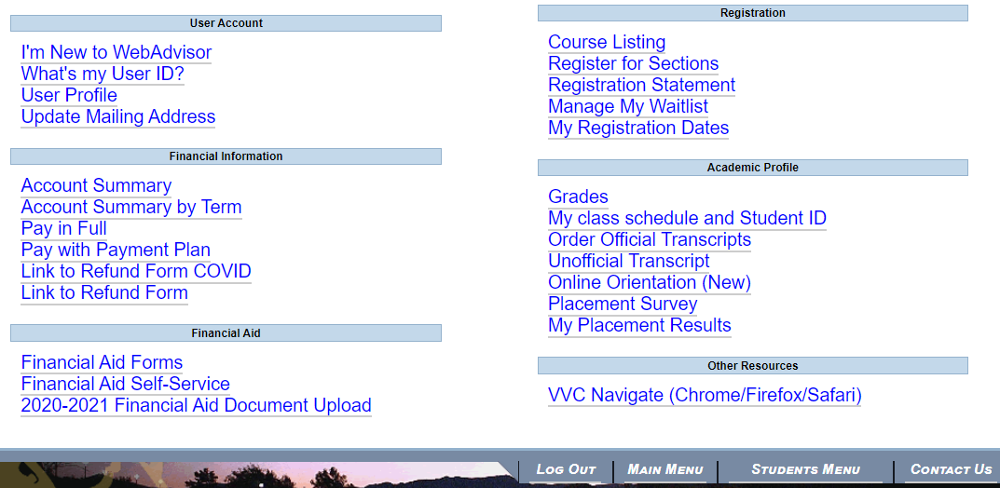 User Account
I'm New to WebAdvisor
What's my User ID?
User Profile
Update Mailing Address
Financial Information
Account Summary
Account Summary by Term
Pay in Full
Pay with Payment Plan
Link to Refund Form COVID
Link to Refund Form
Financial Aid
Financial Aid Forms
Financial Aid Self-Service
2020-2021 Financial Aid Document Upload
Registration
Course Listing
Register for Sections
Registration Statement
Manage My Waitlist
My Registration Dates
Academic Profile
Grades
My class schedule and Student ID
Order Official Transcripts
Unofficial Transcript
Online Orientation (New)
Placement Survey
My Placement Results
Other Resources
VVC Navigate (Chrome/Firefox/Safari)
Log Out Main Menu Students Menu Contact Us